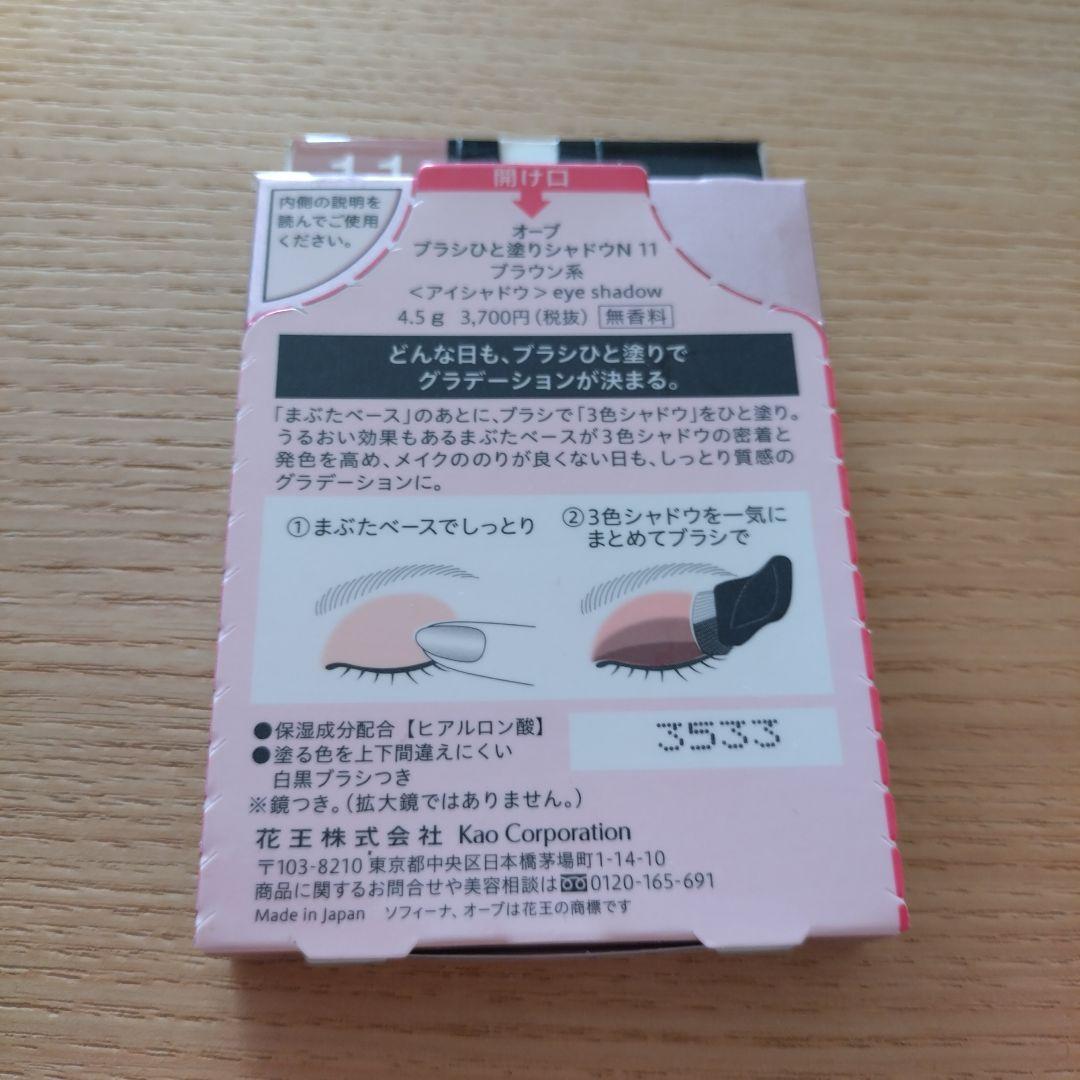 11
開け口
内側の説明を
読んでご使用
ください。
オーブ
ブラシひと塗りシャドウN 11
ブラウン系
<アイシャドウ> eye shadow
4.5g 3,700円(税抜) 無香料
どんな日も、ブラシひと塗りで
グラデーションが決まる。
「まぶたベース」のあとに、ブラシで「3色シャドウ」をひと塗り。
うるおい効果もあるまぶたベースが3色シャドウの密着と
発色を高め、メイクののりが良くない日も、しっとり質感の
グラデーションに。
①まぶたベースでしっとり
②3色シャドウを一気に
まとめてブラシで
●保湿成分配合【ヒアルロン酸】
●塗る色を上下間違えにくい
白黒ブラシつき
※鏡つき。(拡大鏡ではありません。)
3533
花王株式会社 Kao Corporation
〒103-8210 東京都中央区日本橋茅場町1-14-10
商品に関するお問合せや美容相談は 0120-165-691
Made in Japan ソフィーナ、オーブは花王の商標です